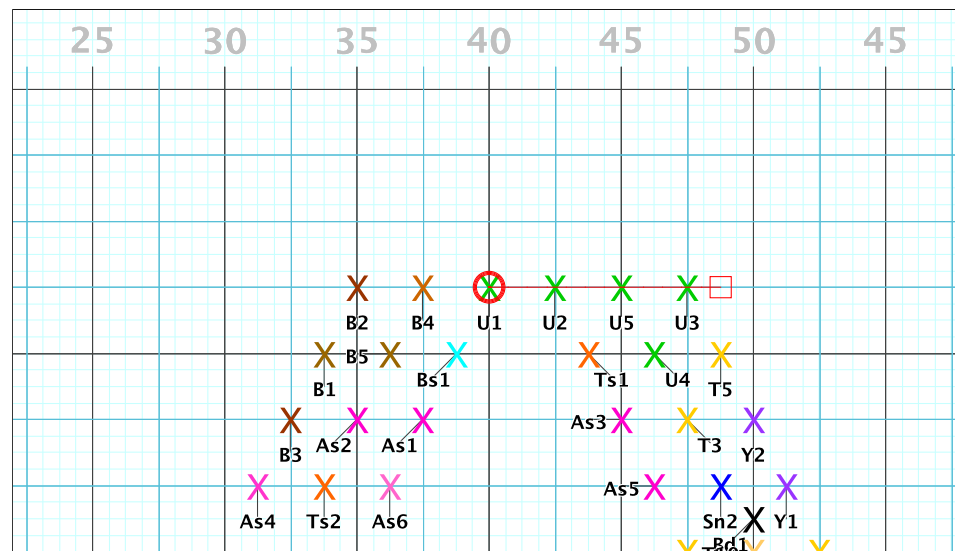 25 30 35 40 45 50 45
B2 B4 U1 U2 U5 U3
B1 B5 Bs1 Ts1 U4 T5
B3 As2 As1 As3 T3 Y2
As4 Ts2 As6 As5 Sn2 Y1
Bd1